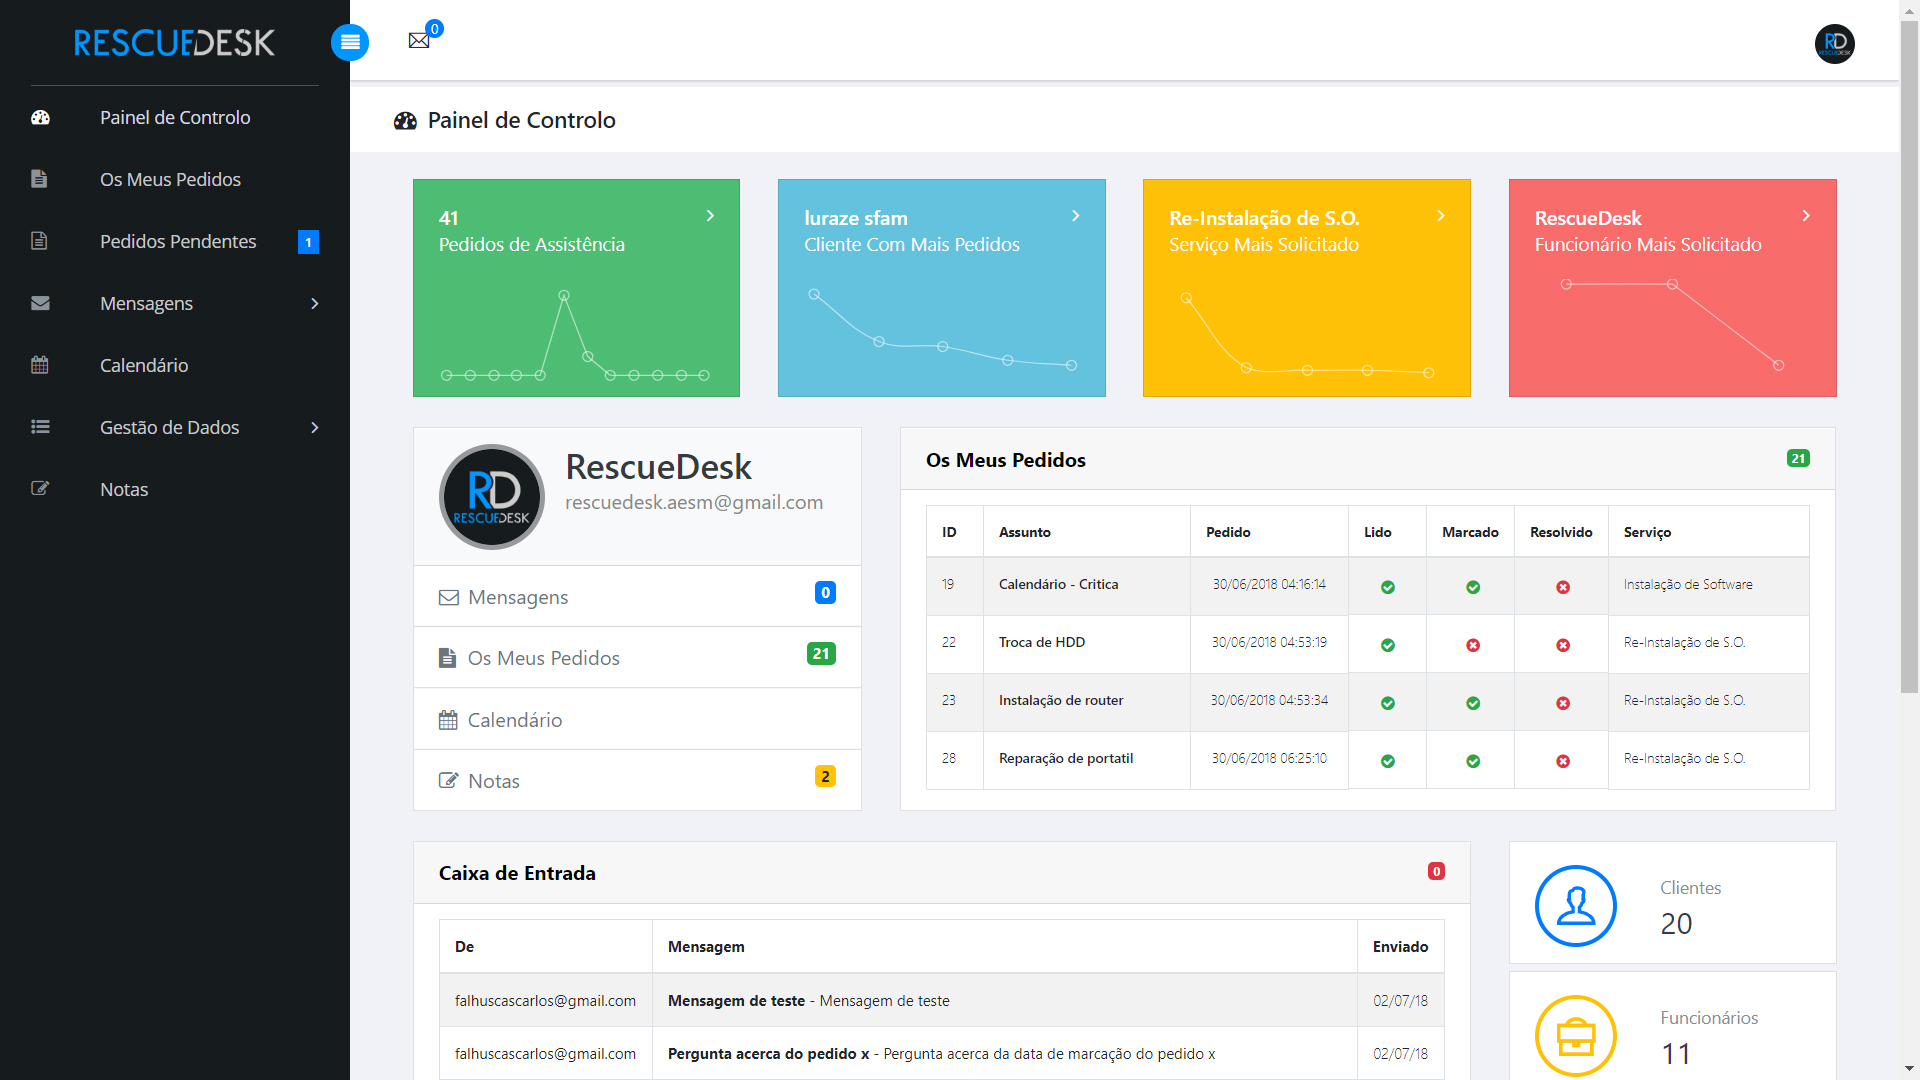 RESCUEDESK
0
RD
RESCUEDESK
Painel de Controlo
Os Meus Pedidos
Pedidos Pendentes 1
Mensagens
Calendário
Gestão de Dados
Notas
Painel de Controlo
41
Pedidos de Assistência
luraze sfam
Cliente Com Mais Pedidos
Re-Instalação de S.O.
Serviço Mais Solicitado
RescueDesk
Funcionário Mais Solicitado
RD
RESCUEDESK
RescueDesk
rescuedesk.aesm@gmail.com
Mensagens 0
Os Meus Pedidos 21
Calendário
Notas 2
Os Meus Pedidos 21
ID Assunto Pedido Lido Marcado Resolvido Serviço
19 Calendário - Critica 30/06/2018 04:16:14 Instalação de Software
22 Troca de HDD 30/06/2018 04:53:19 Re-Instalação de S.O.
23 Instalação de router 30/06/2018 04:53:34 Re-Instalação de S.O.
28 Reparação de portatil 30/06/2018 06:25:10 Re-Instalação de S.O.
Caixa de Entrada 0
De Mensagem Enviado
falhuscascarlos@gmail.com Mensagem de teste - Mensagem de teste 02/07/18
falhuscascarlos@gmail.com Pergunta acerca do pedido x - Pergunta acerca da data de marcação do pedido x 02/07/18
Clientes
20
Funcionários
11